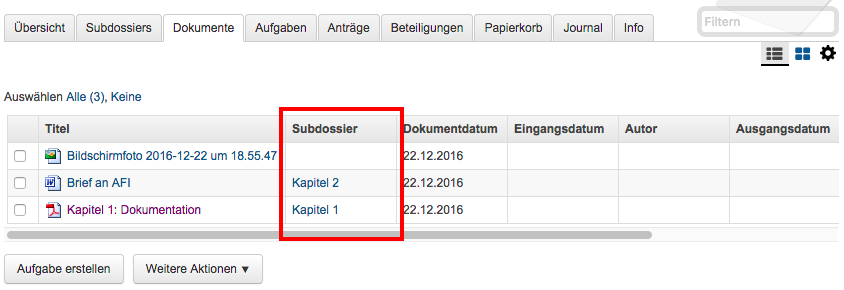 Filtern
Übersicht Subdossiers Dokumente Aufgaben Anträge Beteiligungen Papierkorb Journal Info
Auswählen Alle (3), Keine
Titel Subdossier Dokumentdatum Eingangsdatum Autor Ausgangsdatum
Bildschirmfoto 2016-12-22 um 18.55.47 22.12.2016
Brief an AFI Kapitel 2 22.12.2016
Kapitel 1: Dokumentation Kapitel 1 22.12.2016
Aufgabe erstellen Weitere Aktionen ▼